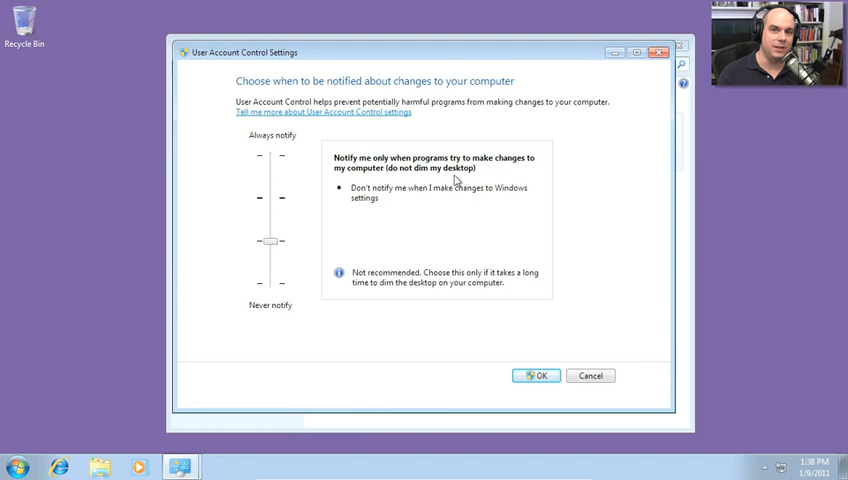 Recycle Bin
User Account Control Settings
Choose when to be notified about changes to your computer
User Account Control helps prevent potentially harmful programs from making changes to your computer.
Tell me more about User Account Control settings
Always notify
Notify me only when programs try to make changes to
my computer (do not dim my desktop)
Don't notify me when I make changes to Windows
settings
Not recommended. Choose this only if it takes a long
time to dim the desktop on your computer.
Never notify
OK
Cancel
1:38 PM
1/9/2011